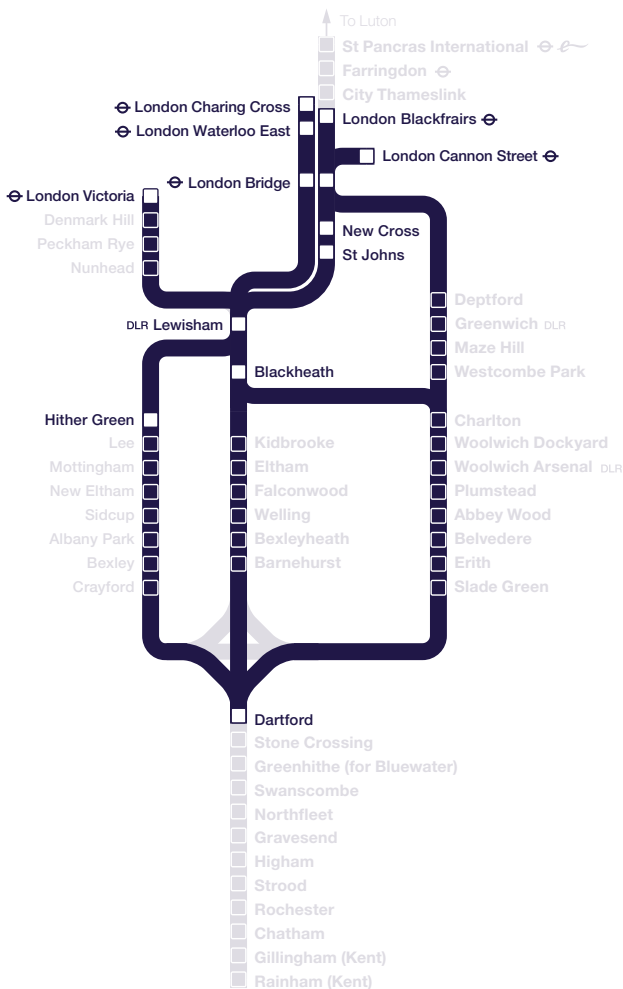 To Luton
St Pancras International
Farringdon
City Thameslink
London Charing Cross
London Blackfriars
London Waterloo East
London Cannon Street
London Bridge
London Victoria
Denmark Hill
New Cross
Peckham Rye
St Johns
Nunhead
Deptford
DLR Lewisham
Greenwich DLR
Maze Hill
Blackheath
Westcombe Park
Hither Green
Charlton
Lee
Kidbrooke
Woolwich Dockyard
Mottingham
Eltham
Woolwich Arsenal DLR
New Eltham
Falconwood
Plumstead
Sidcup
Welling
Abbey Wood
Albany Park
Bexleyheath
Belvedere
Bexley
Barnehurst
Erith
Crayford
Slade Green
Dartford
Stone Crossing
Greenhithe (for Bluewater)
Swanscombe
Northfleet
Gravesend
Higham
Strood
Rochester
Chatham
Gillingham (Kent)
Rainham (Kent)